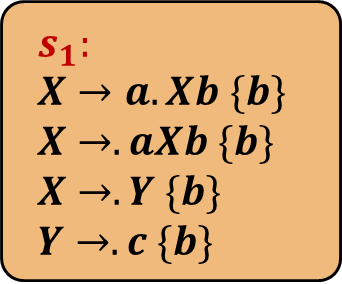 s₁:
X → a. Xb {b}
X →. aXb {b}
X →. Y {b}
Y →. c {b}